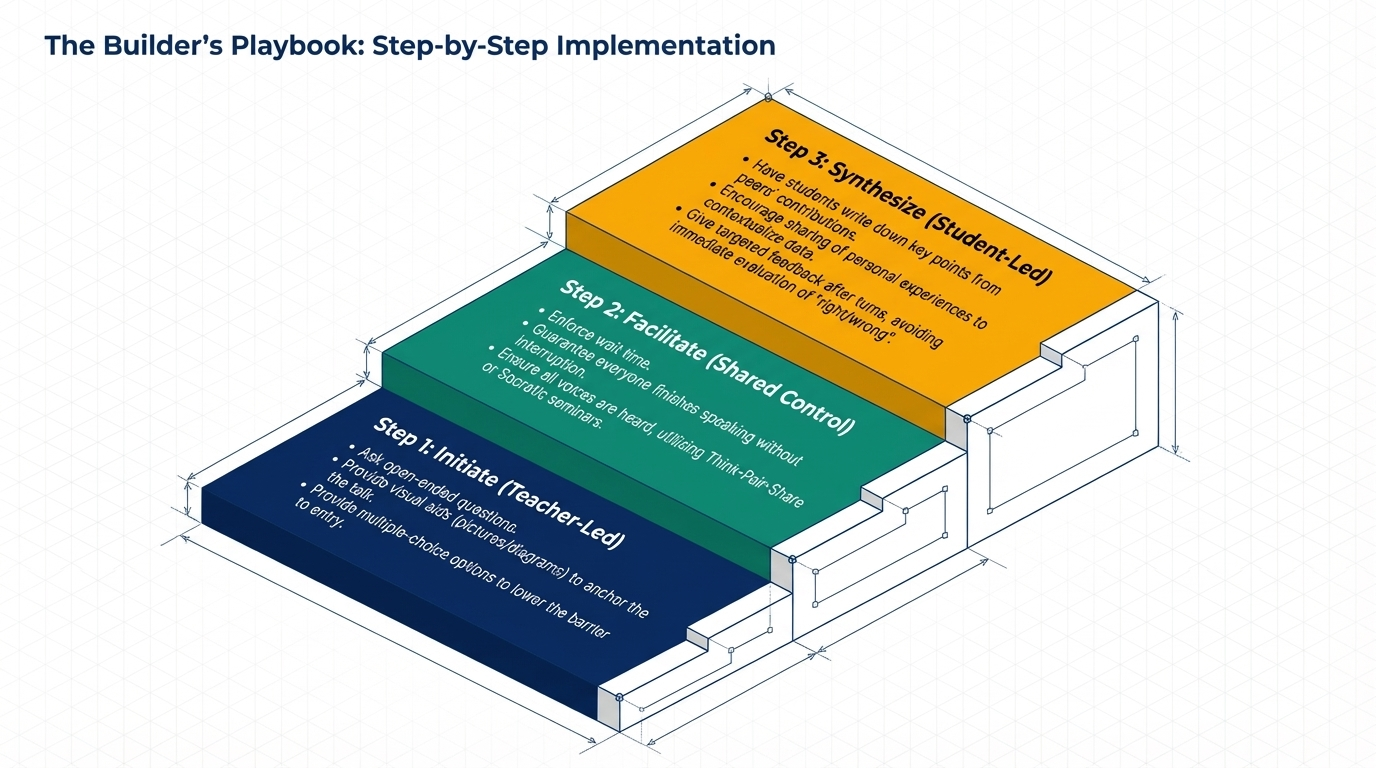 The Builder's Playbook: Step-by-Step Implementation
Step 3: Synthesize (Student-Led)
• Have students write down key points from
peers' contributions.
• Encourage sharing of personal experiences to
contextualize data.
• Give targeted feedback after turns, avoiding
immediate evaluation of "right/wrong".
Step 2: Facilitate (Shared Control)
• Enforce wait time.
• Guarantee everyone finishes speaking without
interruption.
• Ensure all voices are heard, utilizing Think-Pair-Share
or Socratic seminars.
Step 1: Initiate (Teacher-Led)
• Ask open-ended questions.
• Provide visual aids (pictures/diagrams) to anchor the
the talk.
• Provide multiple-choice options to lower the barrier
to entry.